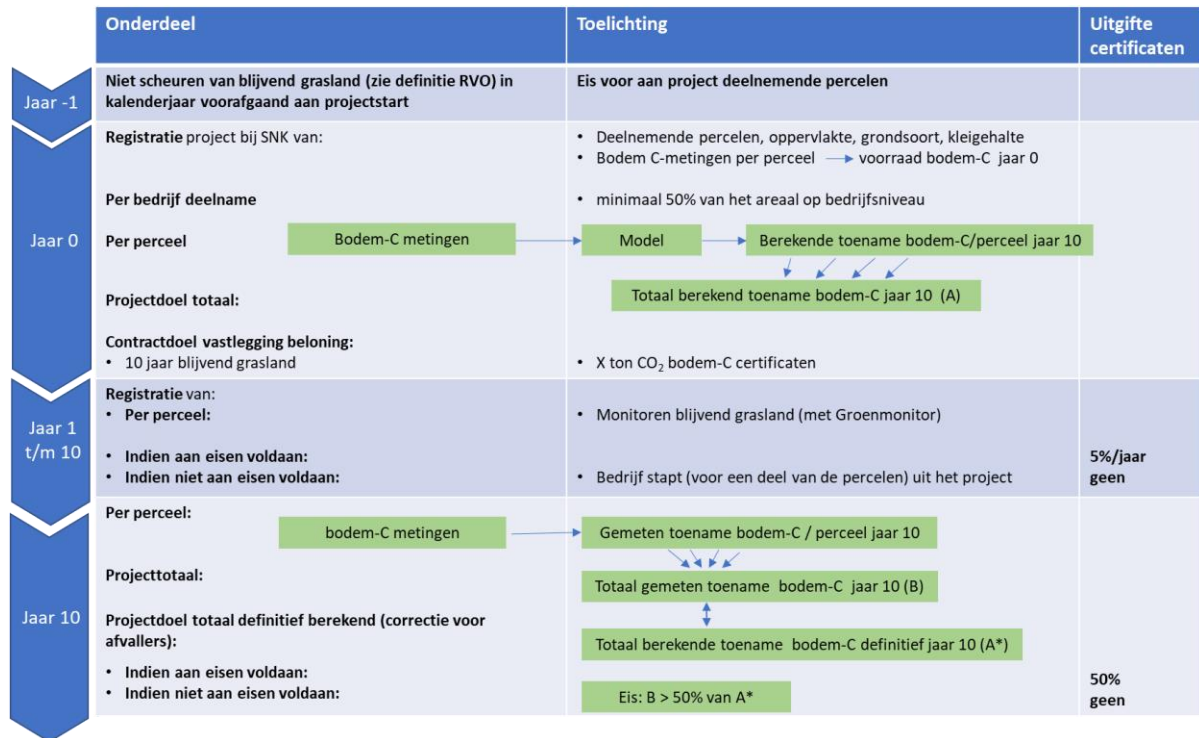 Onderdeel
Toelichting
Uitgifte
certificaten
Jaar -1
Niet scheuren van blijvend grasland (zie definitie RVO) in
kalenderjaar voorafgaand aan projectstart
Eis voor aan project deelnemende percelen
Jaar 0
Registratie project bij SNK van:
• Deelnemende percelen, oppervlakte, grondsoort, kleigehalte
• Bodem C-metingen per perceel → voorraad bodem-C jaar 0
Per bedrijf deelname
• minimaal 50% van het areaal op bedrijfsniveau
Per perceel
Bodem-C metingen
Model
Berekende toename bodem-C/perceel jaar 10
Projectdoel totaal:
Totaal berekend toename bodem-C jaar 10 (A)
Contractdoel vastlegging beloning:
• 10 jaar blijvend grasland
• X ton CO₂ bodem-C certificaten
Jaar 1
t/m 10
Registratie van:
• Per perceel:
• Monitoren blijvend grasland (met Groenmonitor)
• Indien aan eisen voldaan:
5%/jaar
• Indien niet aan eisen voldaan:
• Bedrijf stapt (voor een deel van de percelen) uit het project
geen
Jaar 10
Per perceel:
bodem-C metingen
Gemeten toename bodem-C / perceel jaar 10
Projecttotaal:
Totaal gemeten toename bodem-C jaar 10 (B)
Projectdoel totaal definitief berekend (correctie voor
afvallers):
Totaal berekende toename bodem-C definitief jaar 10 (A*)
• Indien aan eisen voldaan:
50%
• Indien niet aan eisen voldaan:
Eis: B > 50% van A*
geen